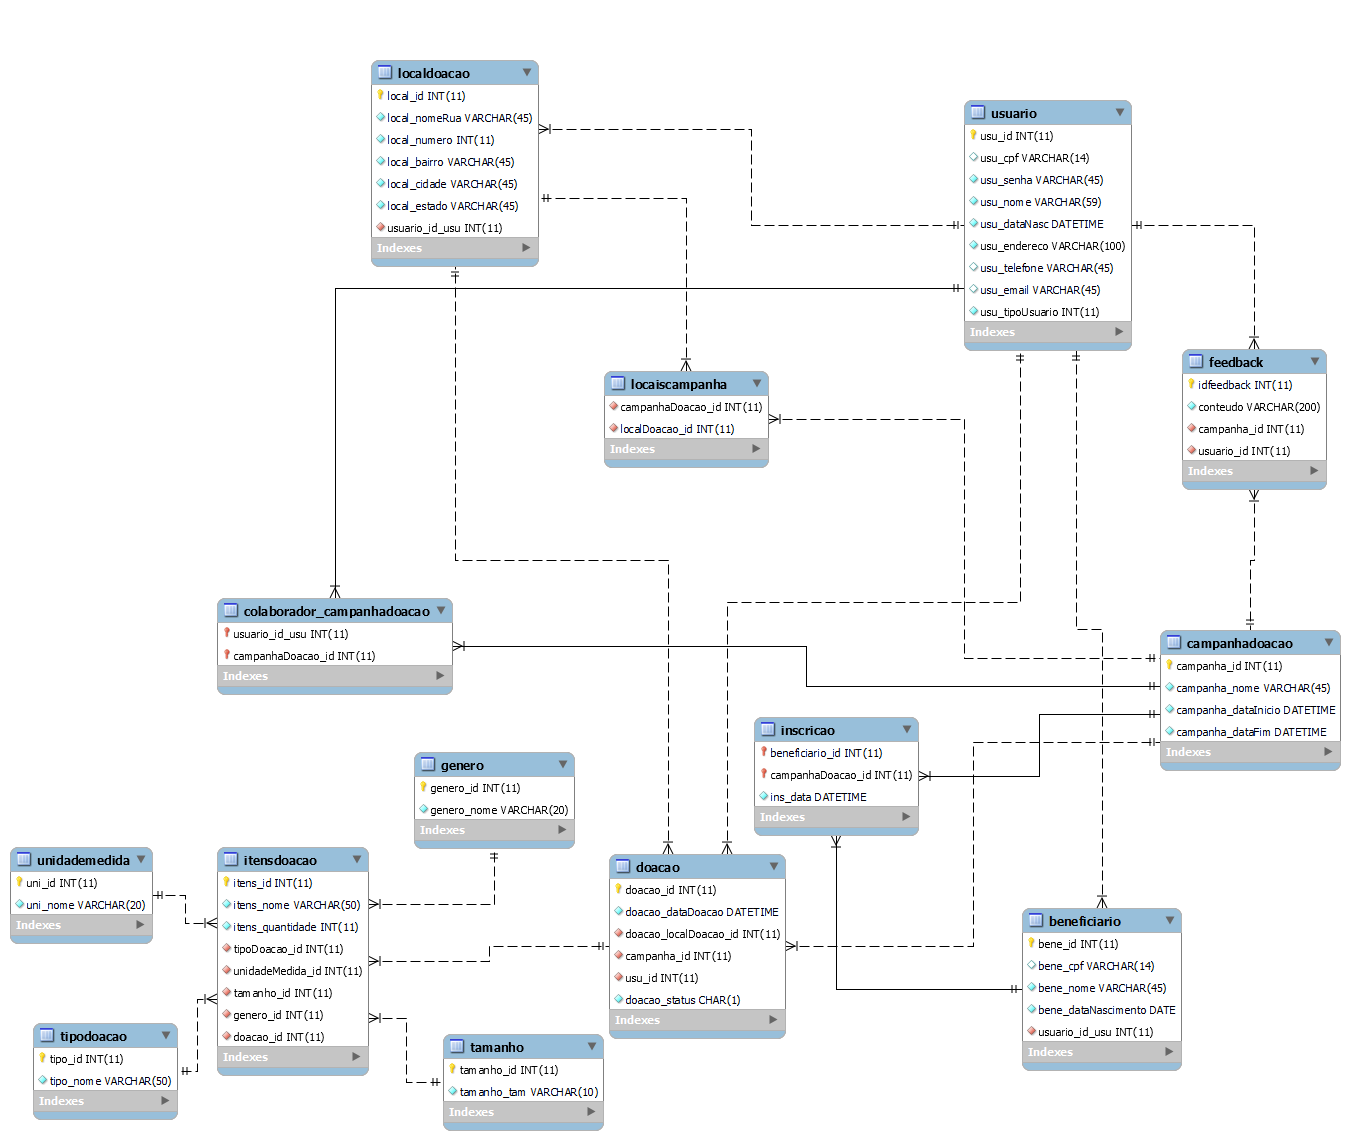 localdoacao
local_id INT(11)
local_nomeRua VARCHAR(45)
local_numero INT(11)
local_bairro VARCHAR(45)
local_cidade VARCHAR(45)
local_estado VARCHAR(45)
usuario_id_usu INT(11)
Indexes
usuario
usu_id INT(11)
usu_cpf VARCHAR(14)
usu_senha VARCHAR(45)
usu_nome VARCHAR(59)
usu_dataNasc DATETIME
usu_endereco VARCHAR(100)
usu_telefone VARCHAR(45)
usu_email VARCHAR(45)
usu_tipoUsuario INT(11)
Indexes
feedback
idfeedback INT(11)
conteudo VARCHAR(200)
campanha_id INT(11)
usuario_id INT(11)
Indexes
locaiscampanha
campanhaDoacao_id INT(11)
localDoacao_id INT(11)
Indexes
colaborador_campanhadoacao
usuario_id_usu INT(11)
campanhaDoacao_id INT(11)
Indexes
campanhadoacao
campanha_id INT(11)
campanha_nome VARCHAR(45)
campanha_dataInicio DATETIME
campanha_dataFim DATETIME
Indexes
inscricao
beneficiario_id INT(11)
campanhaDoacao_id INT(11)
ins_data DATETIME
Indexes
genero
genero_id INT(11)
genero_nome VARCHAR(20)
Indexes
unidademedida
uni_id INT(11)
uni_nome VARCHAR(20)
Indexes
itensdoacao
itens_id INT(11)
itens_nome VARCHAR(50)
itens_quantidade INT(11)
tipoDoacao_id INT(11)
unidadeMedida_id INT(11)
tamanho_id INT(11)
genero_id INT(11)
doacao_id INT(11)
Indexes
doacao
doacao_id INT(11)
doacao_dataDoacao DATETIME
doacao_localDoacao_id INT(11)
campanha_id INT(11)
usu_id INT(11)
doacao_status CHAR(1)
Indexes
beneficiario
bene_id INT(11)
bene_cpf VARCHAR(14)
bene_nome VARCHAR(45)
bene_dataNascimento DATE
usuario_id_usu INT(11)
Indexes
tipodoacao
tipo_id INT(11)
tipo_nome VARCHAR(50)
Indexes
tamanho
tamanho_id INT(11)
tamanho_tam VARCHAR(10)
Indexes